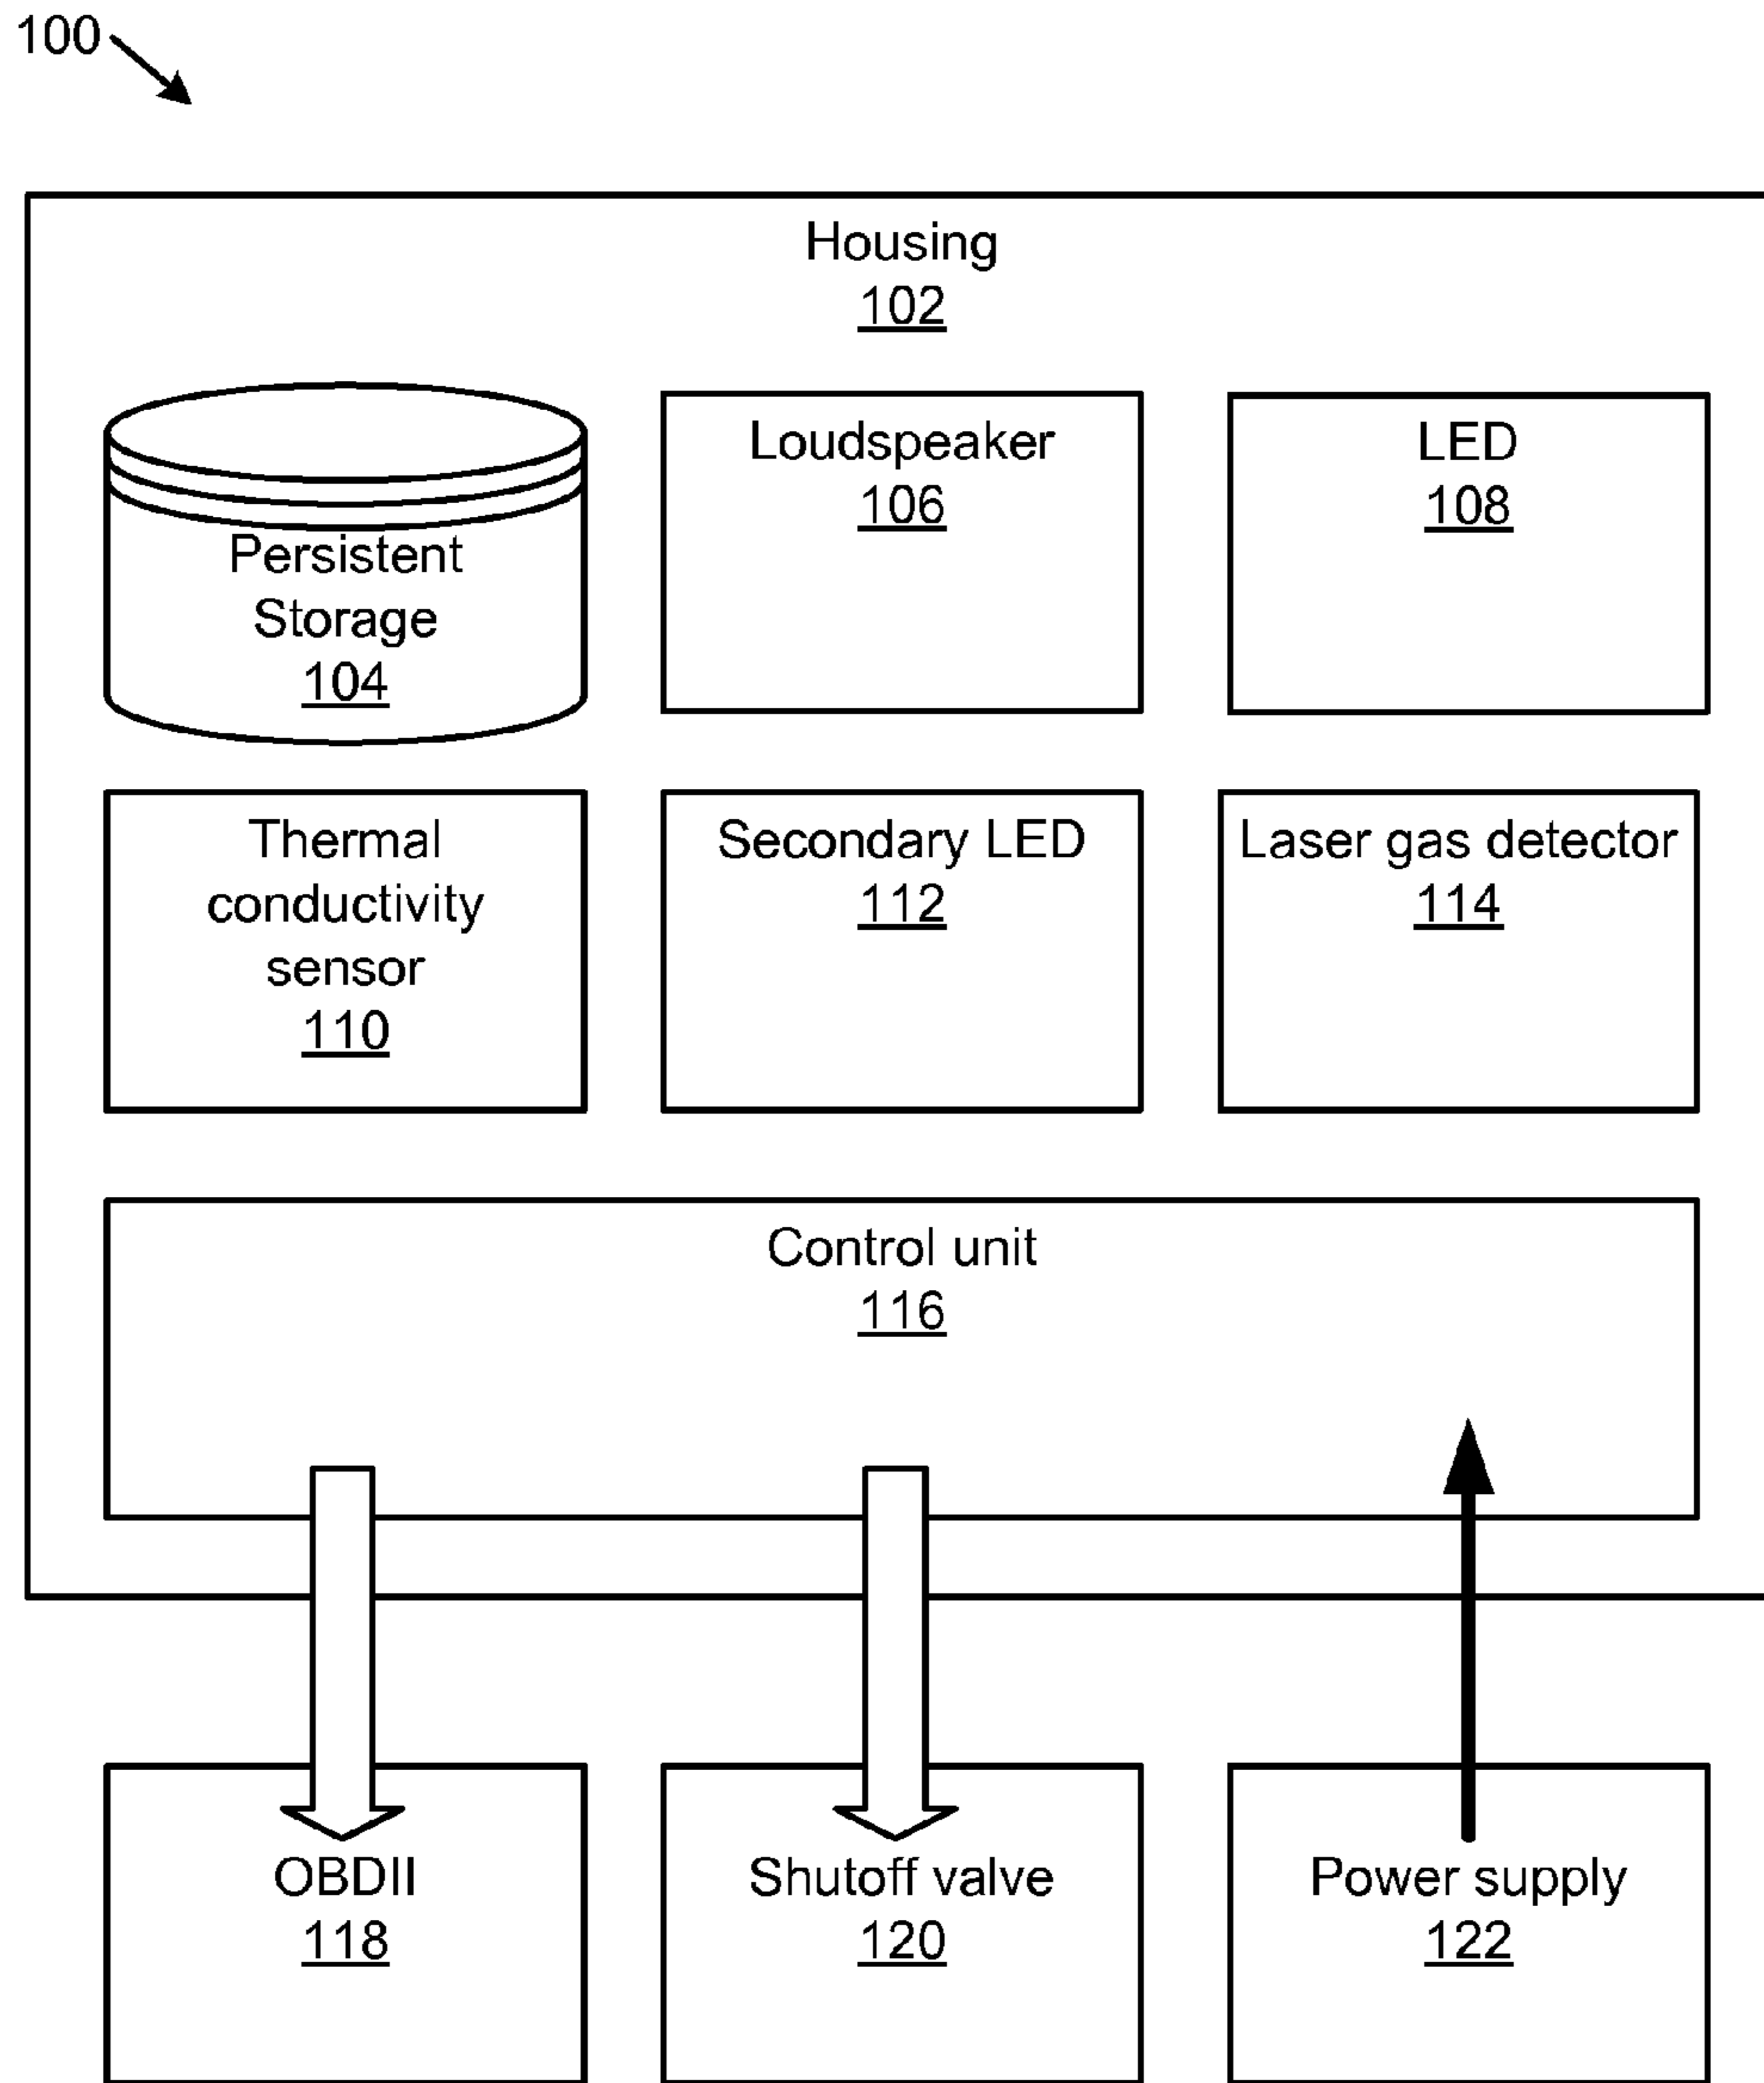 100
Housing
102
Persistent
Storage
104
Loudspeaker
106
LED
108
Thermal
conductivity
sensor
110
Secondary LED
112
Laser gas detector
114
Control unit
116
OBDII
118
Shutoff valve
120
Power supply
122